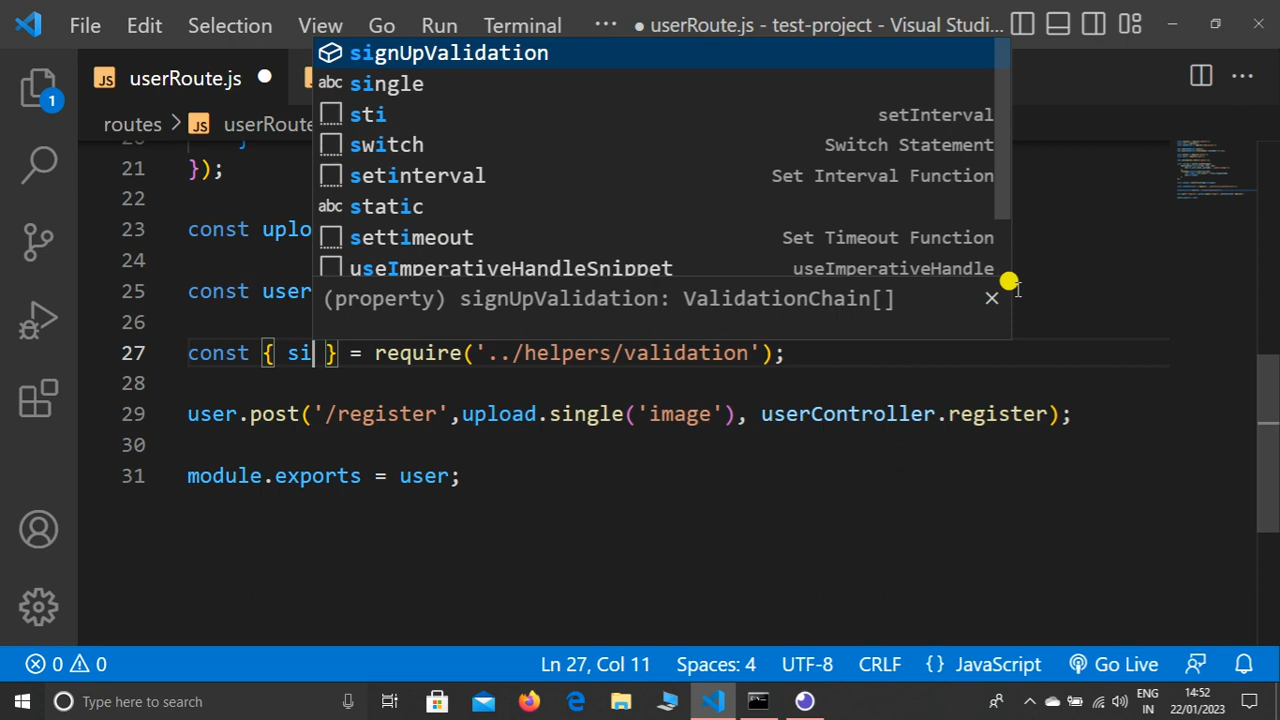 File Edit Selection View Go Run Terminal ··· ● userRoute.js - test-project - Visual Studi...
JS userRoute.js ●
routes > JS userRoute
signUpValidation
abc single
sti setInterval
switch Switch Statement
setinterval Set Interval Function
abc static
settimeout Set Timeout Function
useImperativeHandleSnippet useImperativeHandle
(property) signUpValidation: ValidationChain[]
1
21 });
22
23 const uplo
24
25 const user
26
27 const { si } = require('../helpers/validation');
28
29 user.post('/register',upload.single('image'), userController.register);
30
31 module.exports = user;
0 0 Ln 27, Col 11 Spaces: 4 UTF-8 CRLF {} JavaScript Go Live
Type here to search ENG IN 14:52 22/01/2023